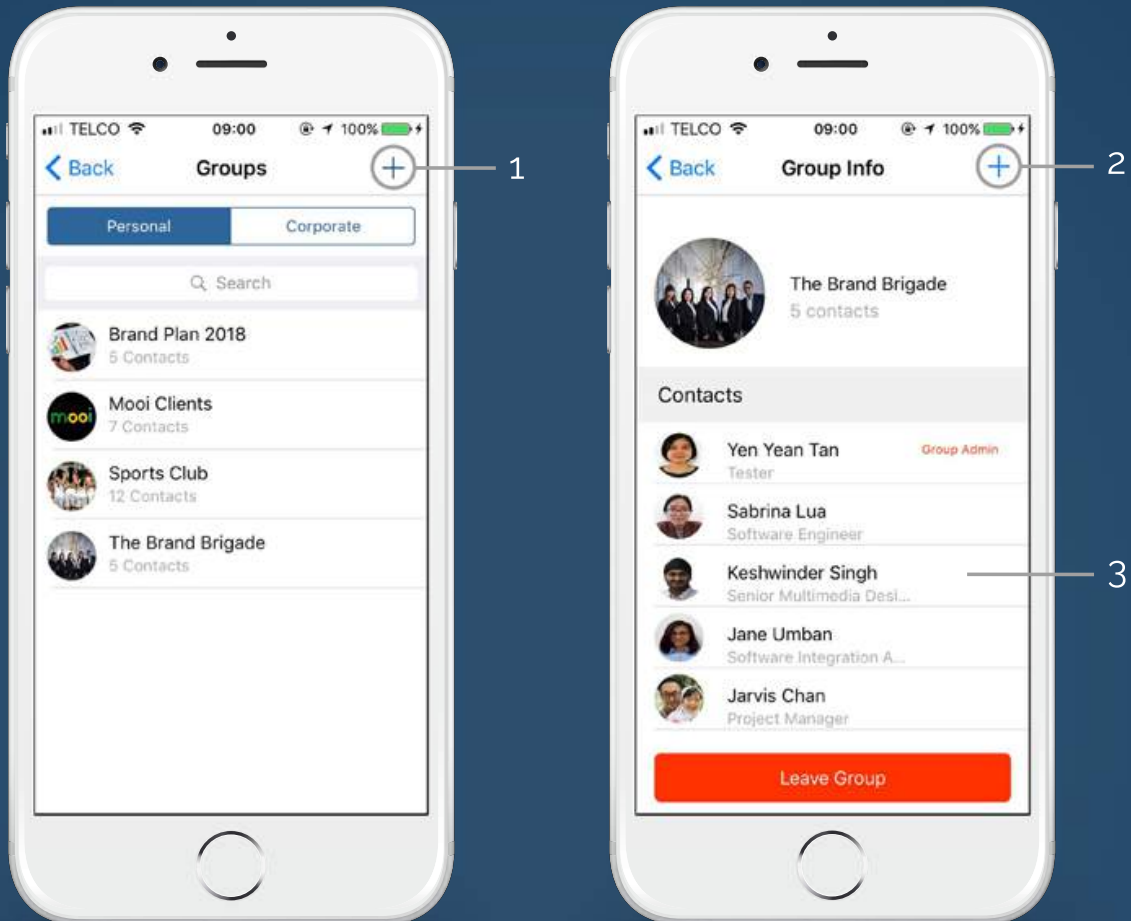 TELCO 09:00 100%
Back Groups
1
Personal Corporate
Search
Brand Plan 2018
5 Contacts
mooi
Mooi Clients
7 Contacts
Sports Club
12 Contacts
The Brand Brigade
5 Contacts
TELCO 09:00 100%
Back Group Info
2
The Brand Brigade
5 contacts
Contacts
Yen Yean Tan Group Admin
Tester
Sabrina Lua
Software Engineer
Keshwinder Singh
3
Senior Multimedia Desi...
Jane Umban
Software Integration A...
Jarvis Chan
Project Manager
Leave Group